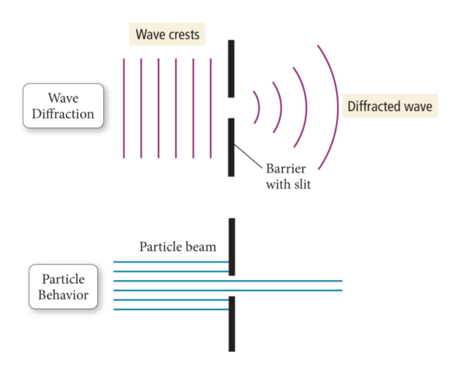 Wave crests
Wave
Diffraction
Diffracted wave
Barrier
with slit
Particle beam
Particle
Behavior